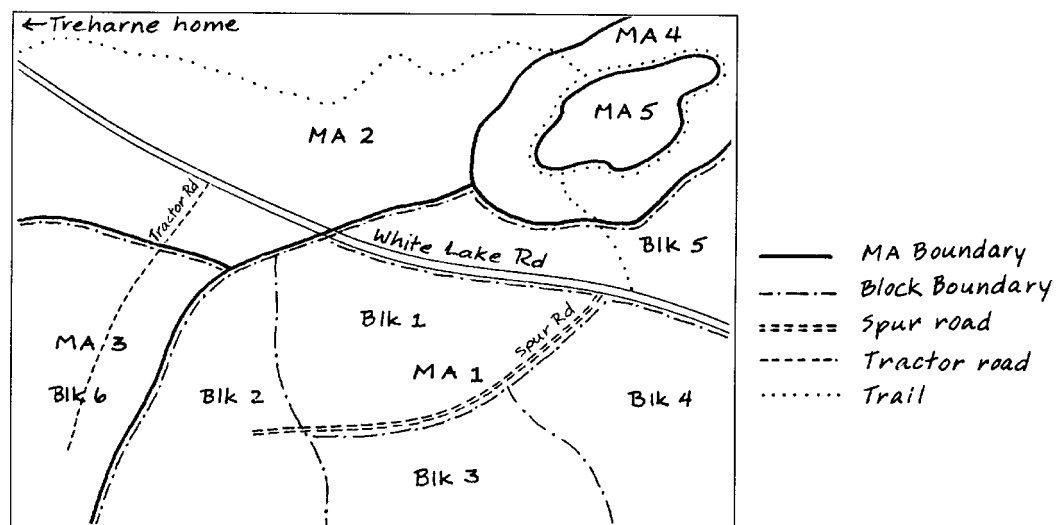 ← Treharne home
MA 4
MA 5
MA 2
Tractor Rd
White Lake Rd
Blk 5
MA Boundary
Block Boundary
Spur road
Tractor road
Trail
Blk 1
Spur Rd
MA 3
MA 1
Blk 6
Blk 2
Blk 4
Blk 3